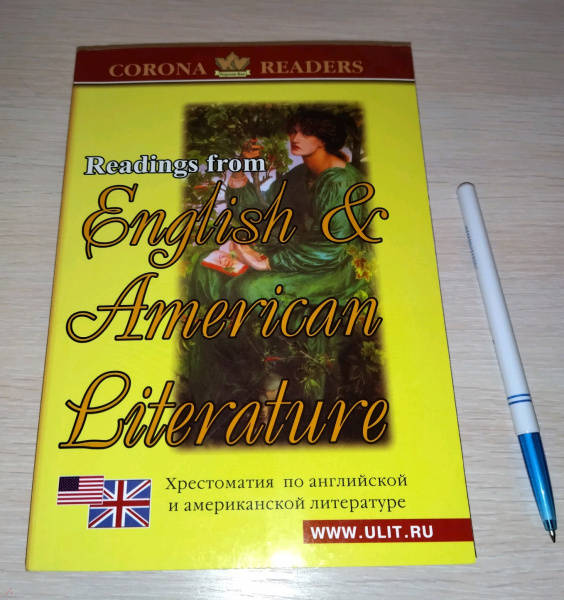 CORONA READERS
Readings from
English &
American
Literature
Хрестоматия по английской
и американской литературе
WWW.ULIT.RU